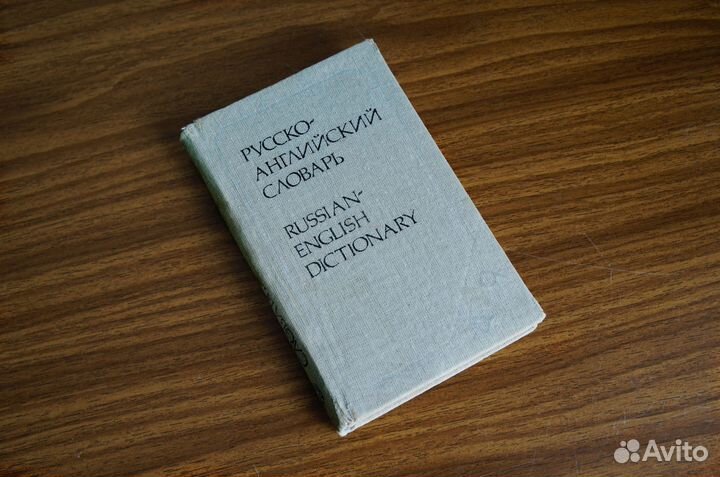 РУССКО-
АНГЛИЙСКИЙ
СЛОВАРЬ
RUSSIAN-
ENGLISH
DICTIONARY
Avito